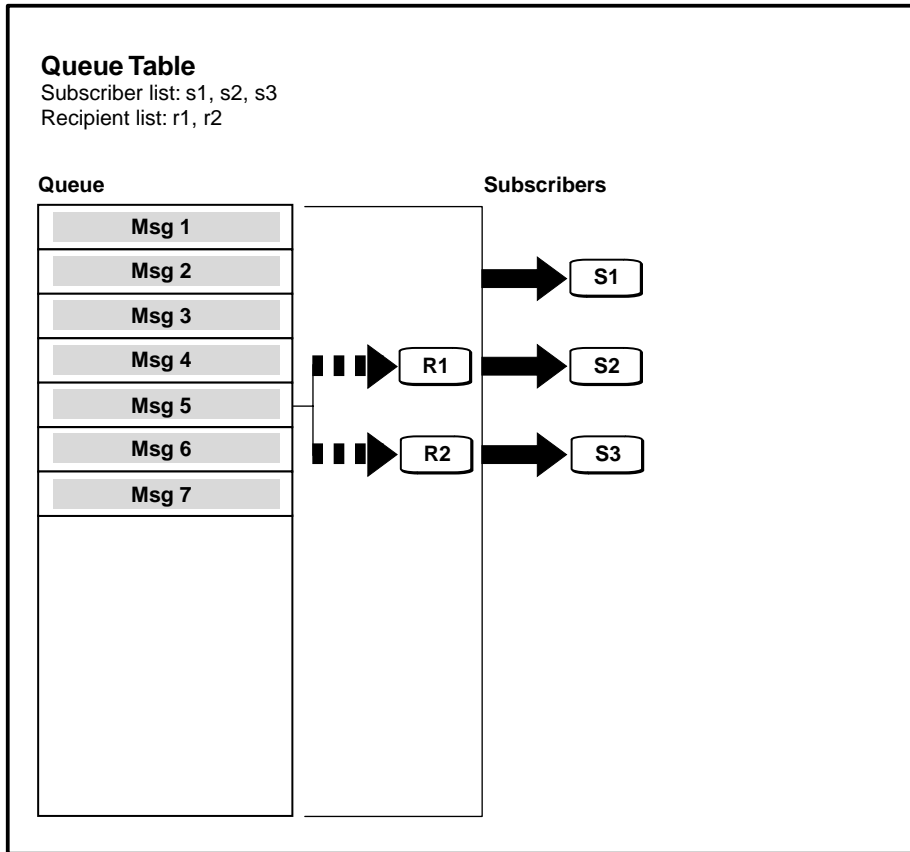 Queue Table
Subscriber list: s1, s2, s3
Recipient list: r1, r2
Queue
Subscribers
Msg 1
Msg 2
S1
Msg 3
Msg 4
R1
S2
Msg 5
Msg 6
R2
S3
Msg 7